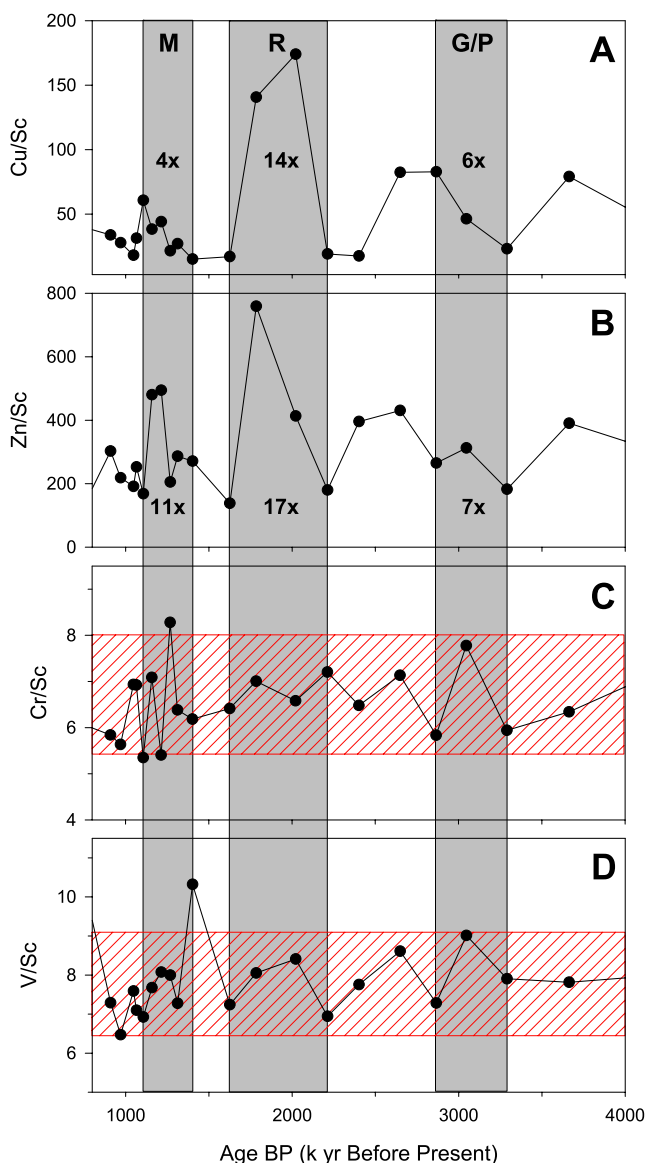 M R G/P A
200
150
100
50
Cu/Sc
4x 14x 6x
B
800
600
400
200
0
Zn/Sc
11x 17x 7x
C
8
6
4
Cr/Sc
D
10
8
6
V/Sc
1000 2000 3000 4000
Age BP (k yr Before Present)